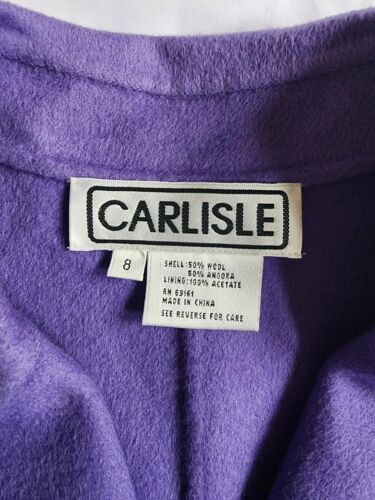 CARLISLE
8
SHELL:50% WOOL
50% ANGORA
LINING:100% ACETATE
RN 69161
MADE IN CHINA
SEE REVERSE FOR CARE